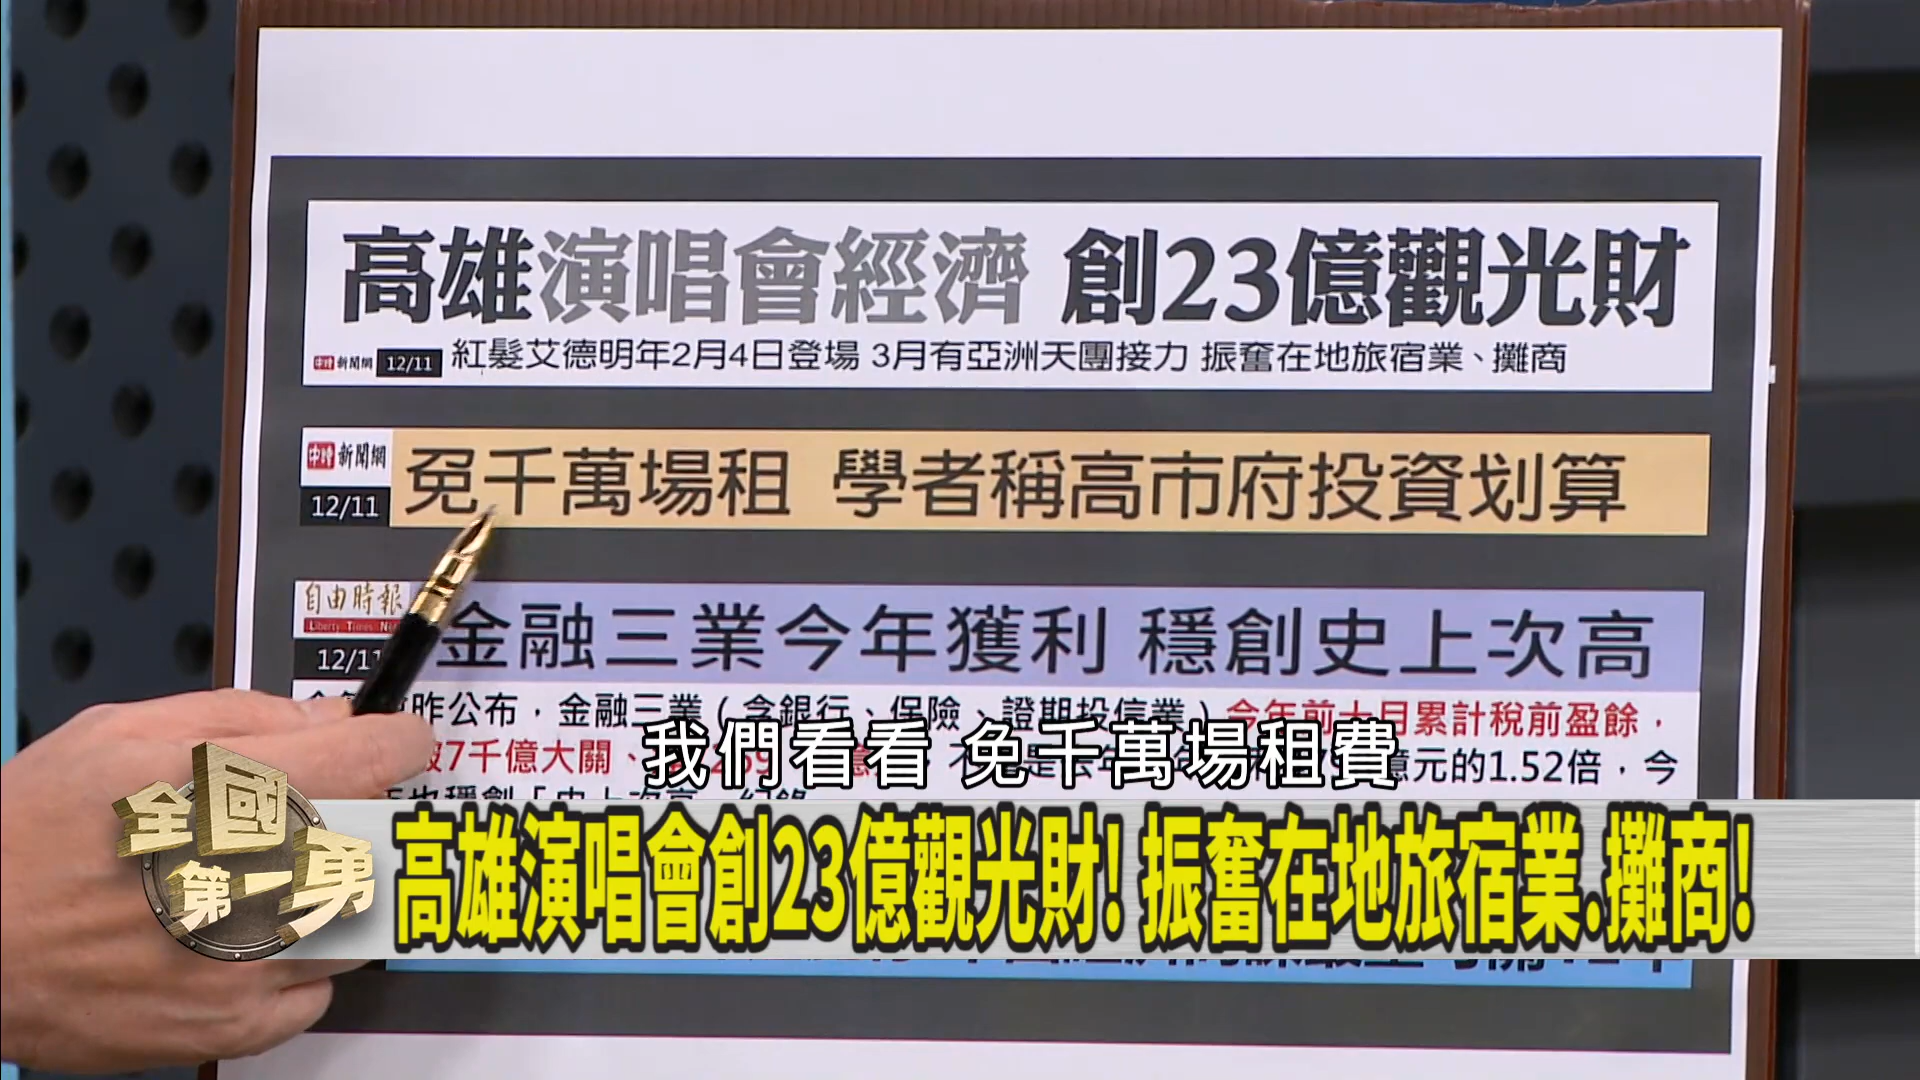 高雄演唱會經濟 創23億觀光財
中時 新聞網 12/11 紅髮艾德明年2月4日登場 3月有亞洲天團接力 振奮在地旅宿業、攤商
中時 新聞網
12/11
免千萬場租 學者稱高市府投資划算
自由時報
Liberty Times Ne
12/11
金融三業今年獲利 穩創史上次高
昨公布，金融三業（含銀行、保險、證期投信業）今年前十月累計稅前盈餘，
破7千億大關、
億元的1.52倍，今
我們看看 免千萬場租費
全國第一勇
高雄演唱會創23億觀光財! 振奮在地旅宿業.攤商!